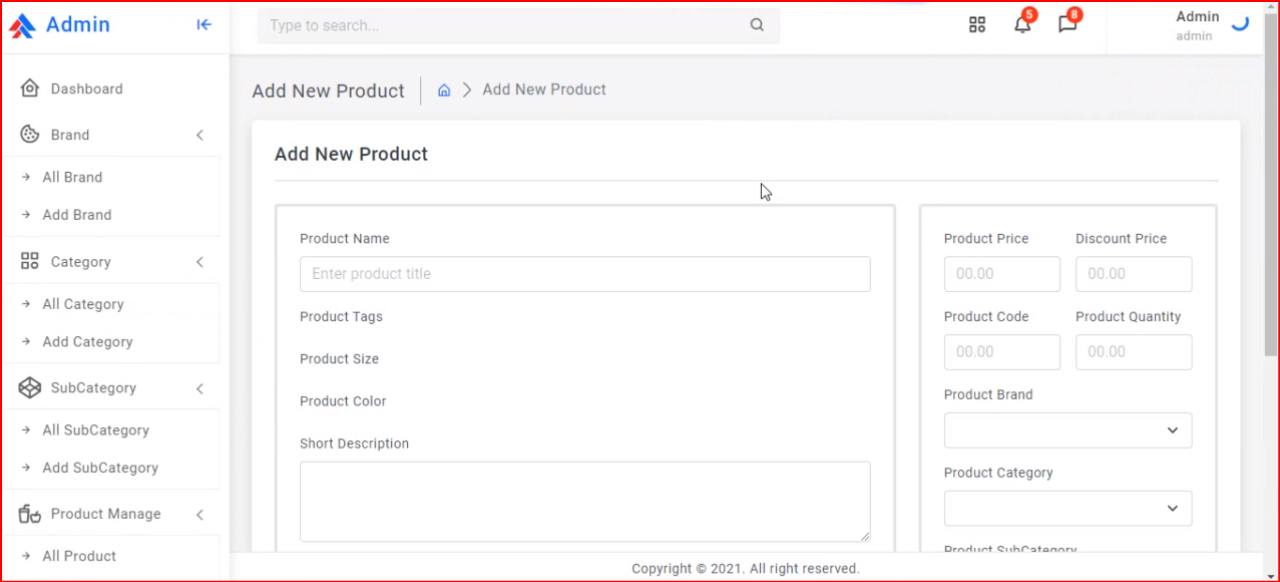 Admin
Type to search...
5
8
Admin
admin
Dashboard
Brand
All Brand
Add Brand
Category
All Category
Add Category
SubCategory
All SubCategory
Add SubCategory
Product Manage
All Product
Add New Product
Add New Product
Add New Product
Product Name
Enter product title
Product Tags
Product Size
Product Color
Short Description
Product Price
Discount Price
00.00
00.00
Product Code
Product Quantity
00.00
00.00
Product Brand
Product Category
Product SubCategory
Copyright © 2021. All right reserved.